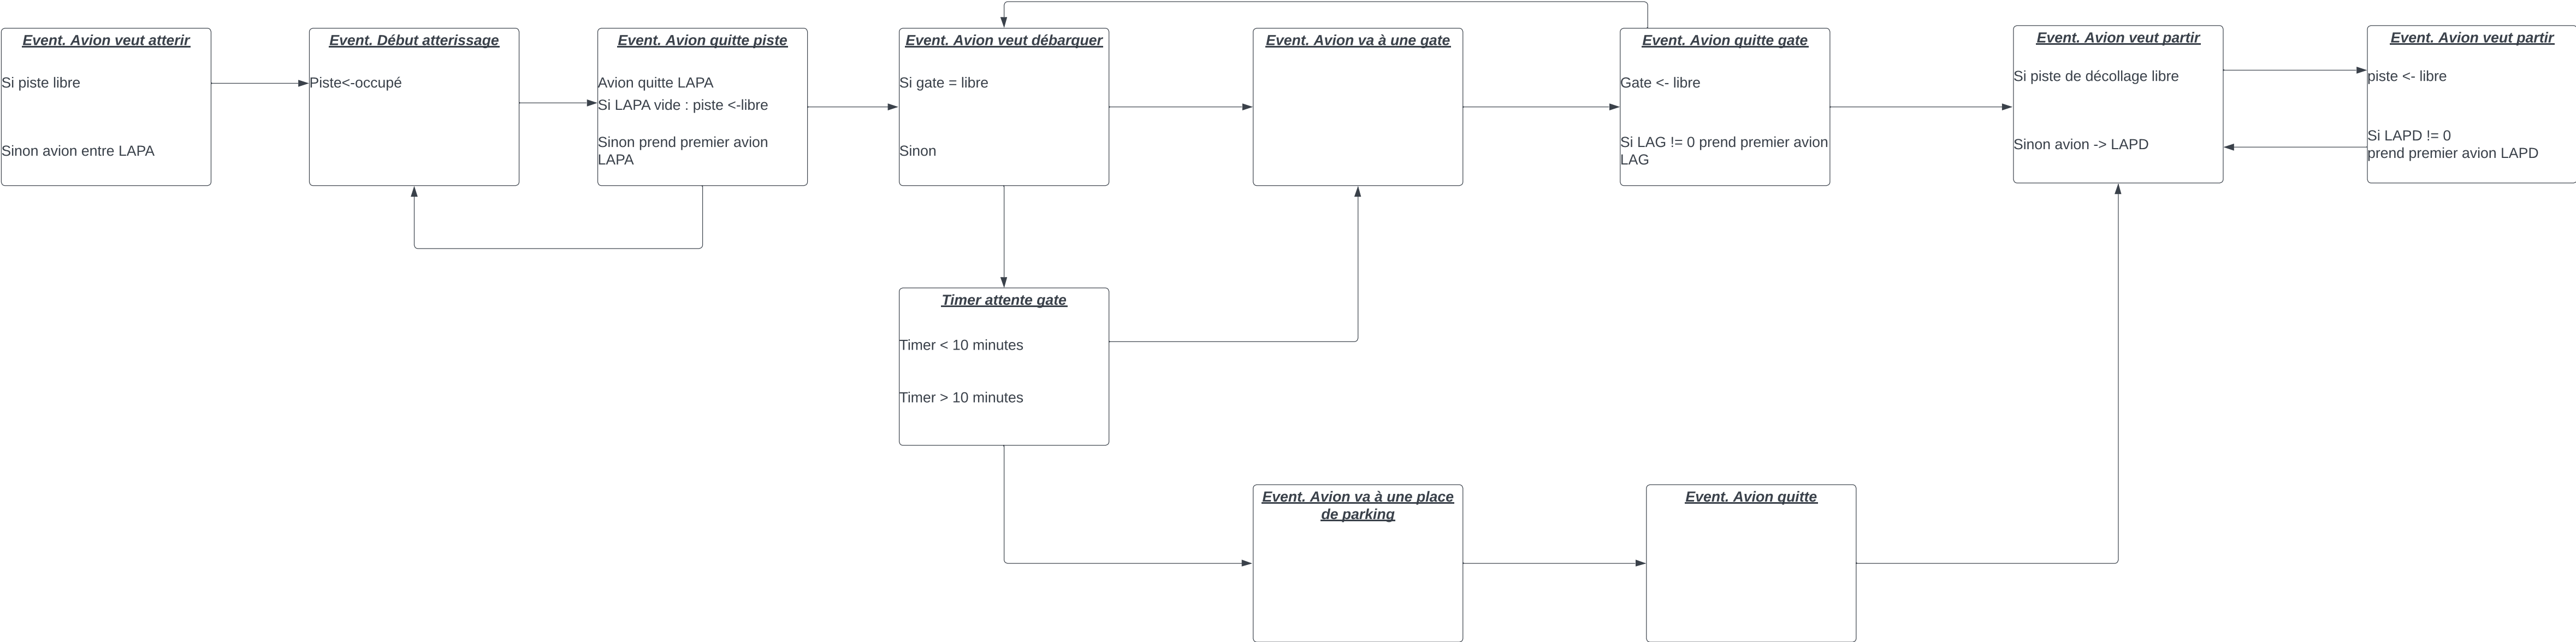 Event. Avion veut atterir
Si piste libre
Sinon avion entre LAPA
Event. Début atterissage
Piste<-occupé
Event. Avion quitte piste
Avion quitte LAPA
Si LAPA vide : piste <-libre
Sinon prend premier avion
LAPA
Event. Avion veut débarquer
Si gate = libre
Sinon
Event. Avion va à une gate
Event. Avion quitte gate
Gate <- libre
Si LAG != 0 prend premier avion
LAG
Event. Avion veut partir
Si piste de décollage libre
Sinon avion -> LAPD
Event. Avion veut partir
piste <- libre
Si LAPD != 0
prend premier avion LAPD
Timer attente gate
Timer < 10 minutes
Timer > 10 minutes
Event. Avion va à une place
de parking
Event. Avion quitte